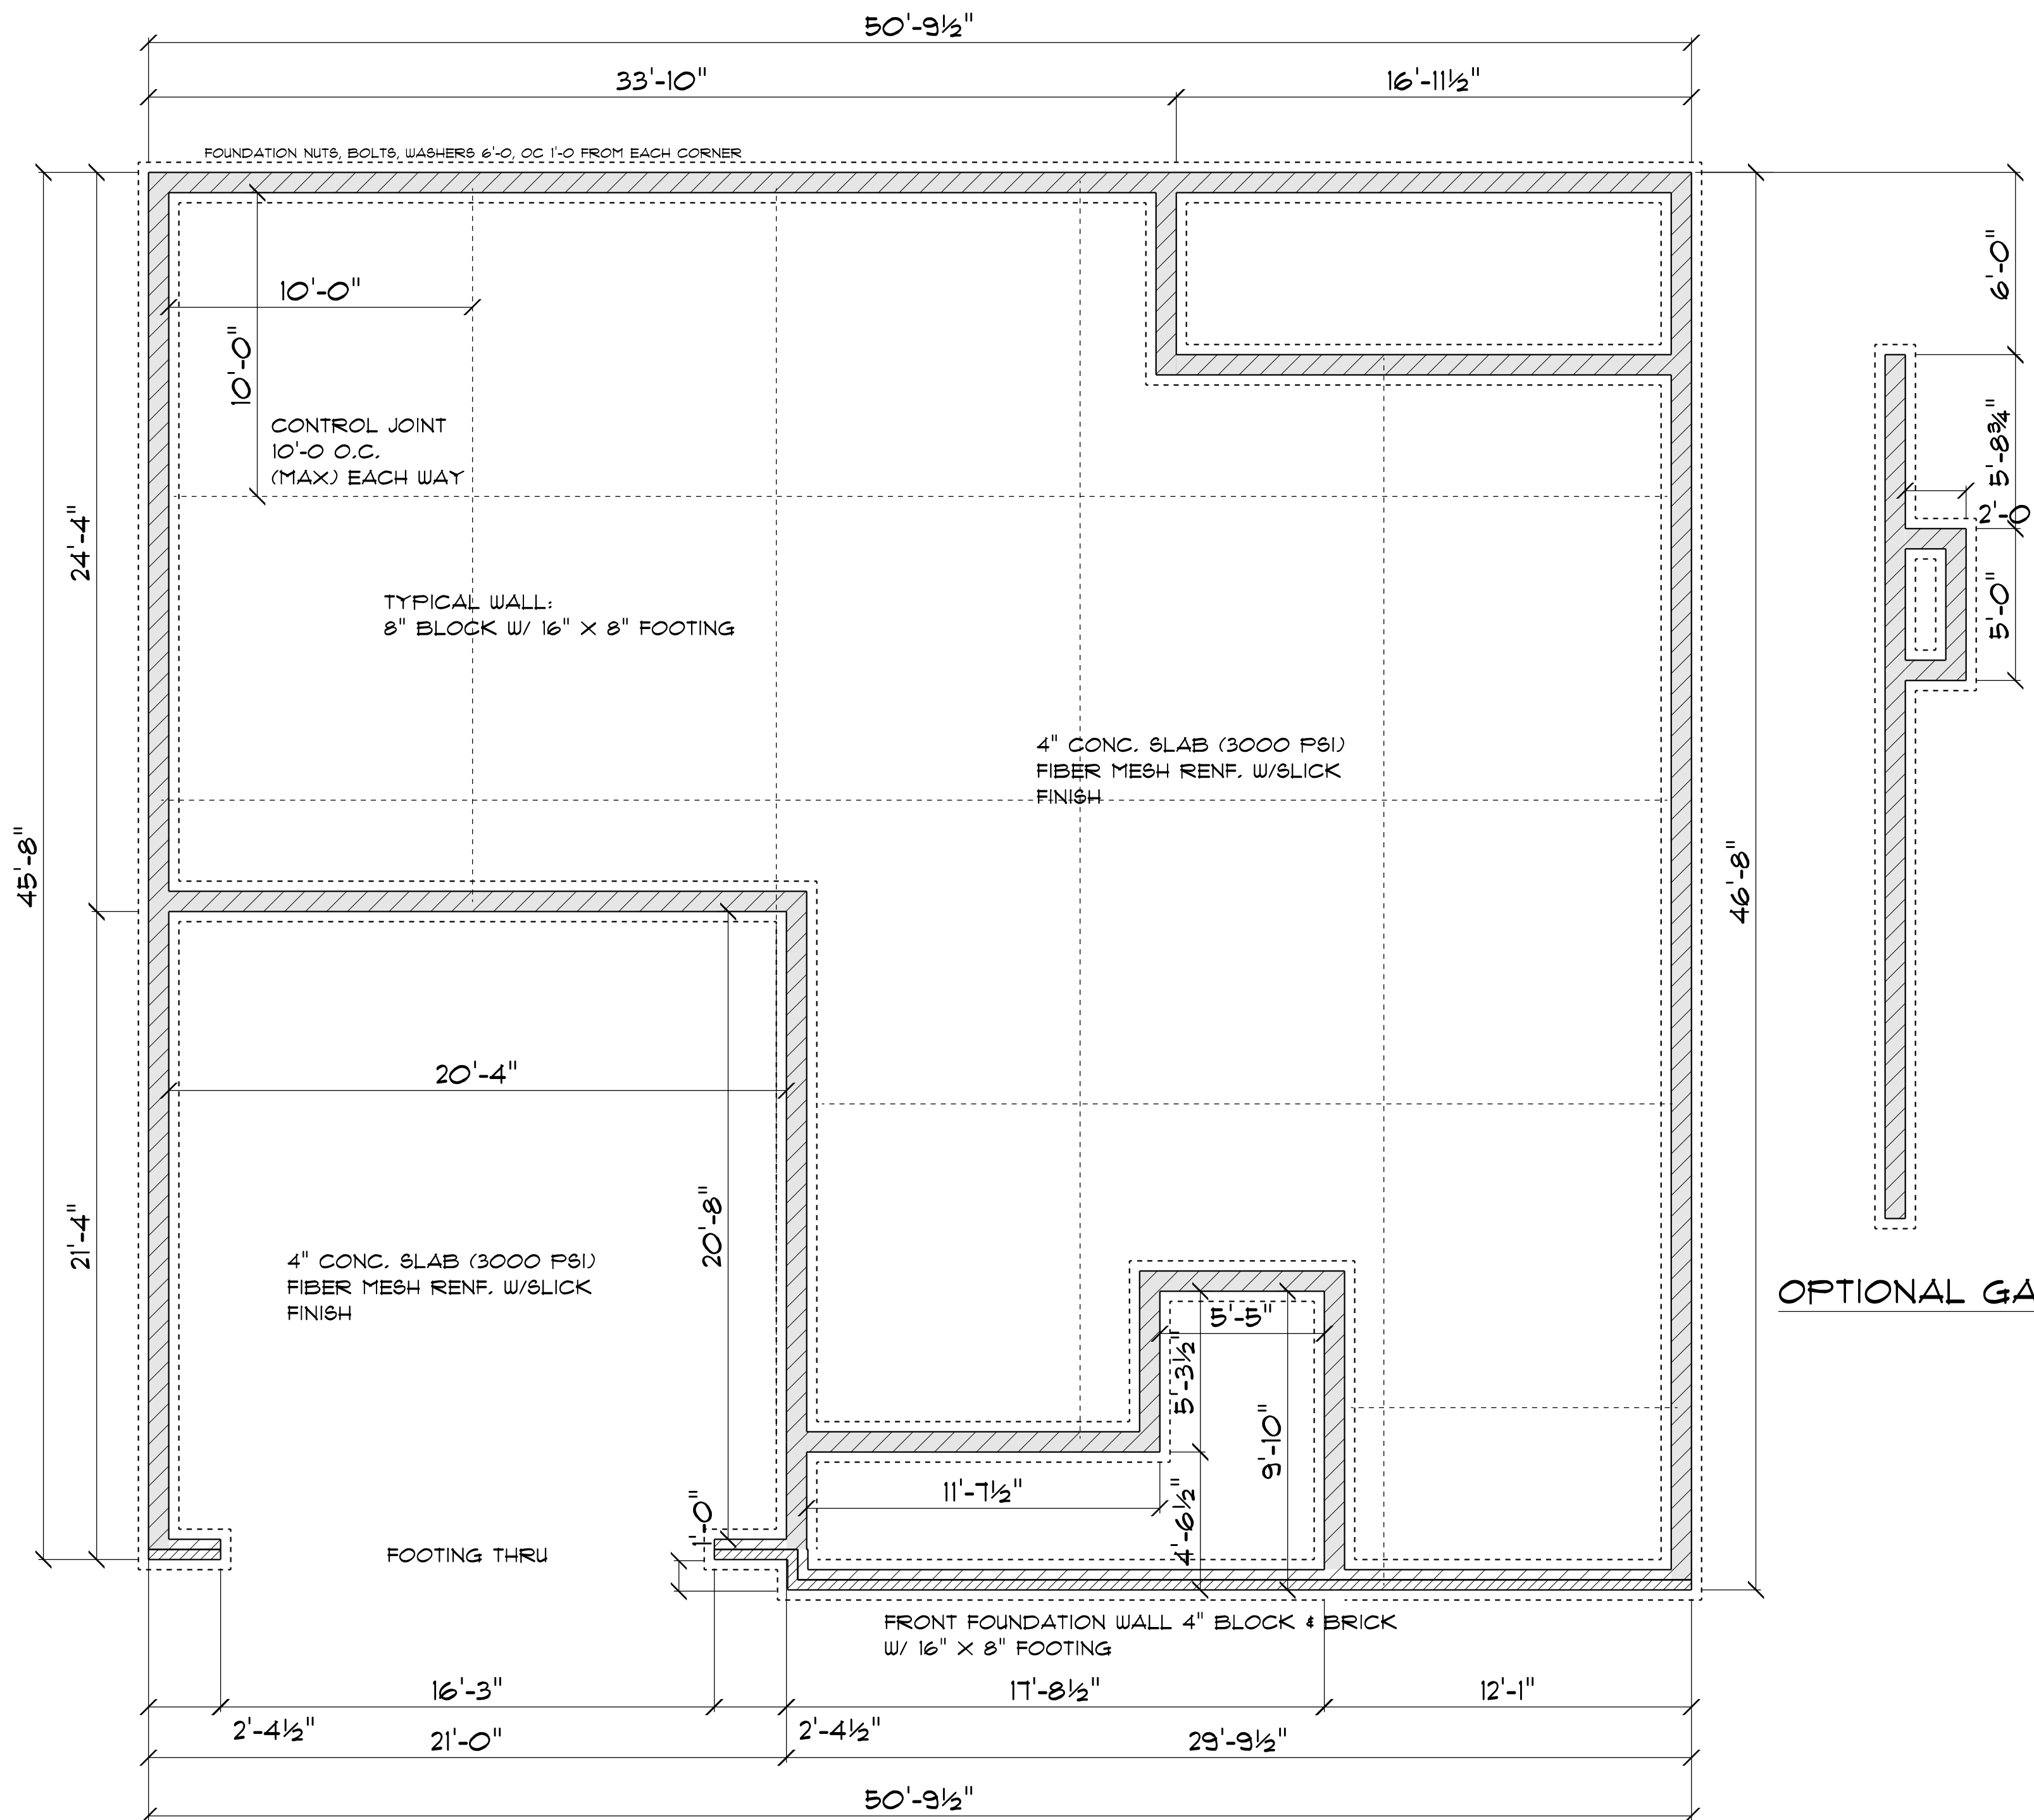 50'-9½"
33'-10"
16'-11½"
FOUNDATION NUTS, BOLTS, WASHERS 6'-0, OC 1'-0 FROM EACH CORNER
6'-0"
10'-0"
10'-0"
CONTROL JOINT
10'-0 O.C.
(MAX) EACH WAY
5'-8¾"
2'-0
24'-4"
TYPICAL WALL:
8" BLOCK W/ 16" X 8" FOOTING
5'-0"
4" CONC. SLAB (3000 PSI)
FIBER MESH RENF. W/SLICK
FINISH
45'-8"
46'-8"
20'-4"
21'-4"
20'-8"
4" CONC. SLAB (3000 PSI)
FIBER MESH RENF. W/SLICK
FINISH
OPTIONAL GA
5'-5"
5'-3½"
9'-10"
11'-7½"
1'-0"
4'-6½"
FOOTING THRU
FRONT FOUNDATION WALL 4" BLOCK & BRICK
W/ 16" X 8" FOOTING
16'-3"
17'-8½"
12'-1"
2'-4½"
2'-4½"
21'-0"
29'-9½"
50'-9½"